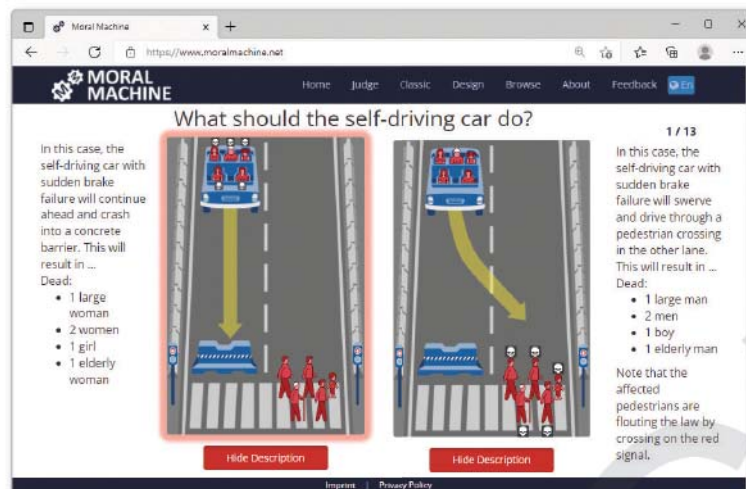 Moral Machine
https://www.moralmachine.net
MORAL
MACHINE
Home Judge Classic Design Browse About Feedback En
What should the self-driving car do?
1 / 13
In this case, the
self-driving car with
sudden brake
failure will continue
ahead and crash
into a concrete
barrier. This will
result in ...
Dead:
• 1 large
woman
• 2 women
• 1 girl
• 1 elderly
woman
In this case, the
self-driving car with
sudden brake
failure will swerve
and drive through a
pedestrian crossing
in the other lane.
This will result in ...
Dead:
• 1 large man
• 2 men
• 1 boy
• 1 elderly man
Note that the
affected
pedestrians are
flouting the law by
crossing on the red
signal.
Hide Description
Hide Description
Imprint | Privacy Policy